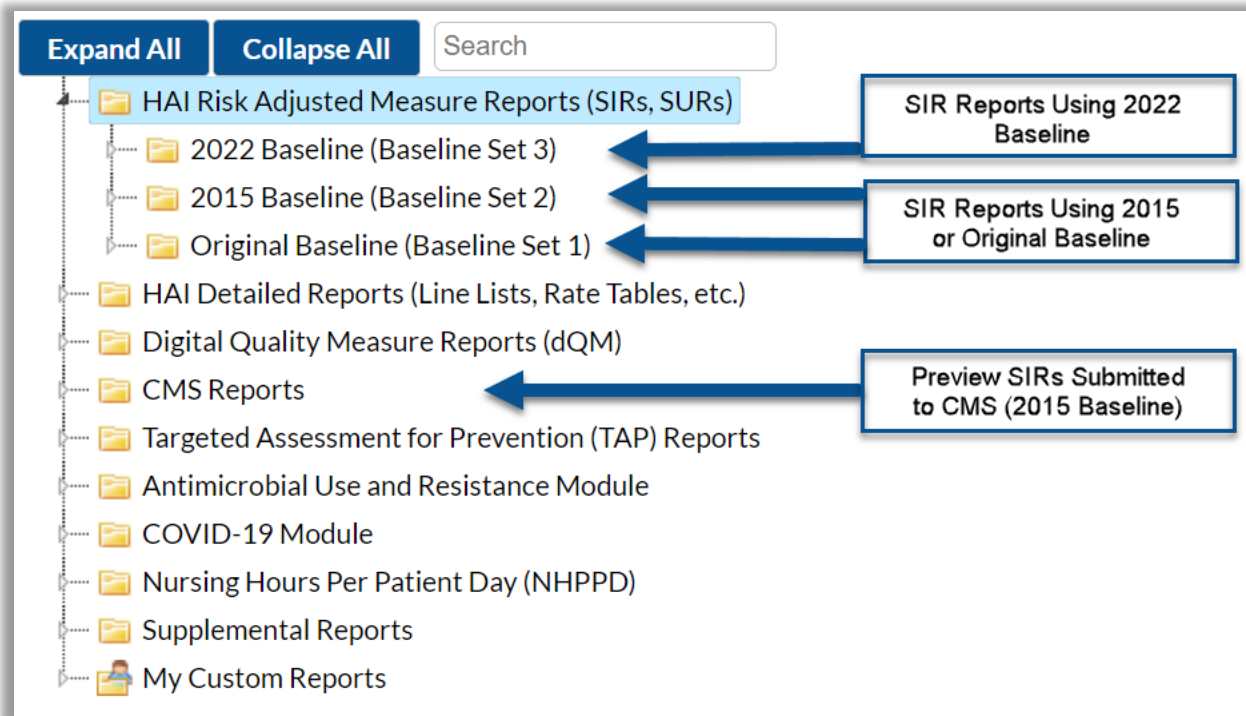 Expand All
Collapse All
Search
HAI Risk Adjusted Measure Reports (SIRs, SURs)
2022 Baseline (Baseline Set 3)
2015 Baseline (Baseline Set 2)
Original Baseline (Baseline Set 1)
HAI Detailed Reports (Line Lists, Rate Tables, etc.)
Digital Quality Measure Reports (dQM)
CMS Reports
Targeted Assessment for Prevention (TAP) Reports
Antimicrobial Use and Resistance Module
COVID-19 Module
Nursing Hours Per Patient Day (NHPPD)
Supplemental Reports
My Custom Reports
SIR Reports Using 2022
Baseline
SIR Reports Using 2015
or Original Baseline
Preview SIRs Submitted
to CMS (2015 Baseline)